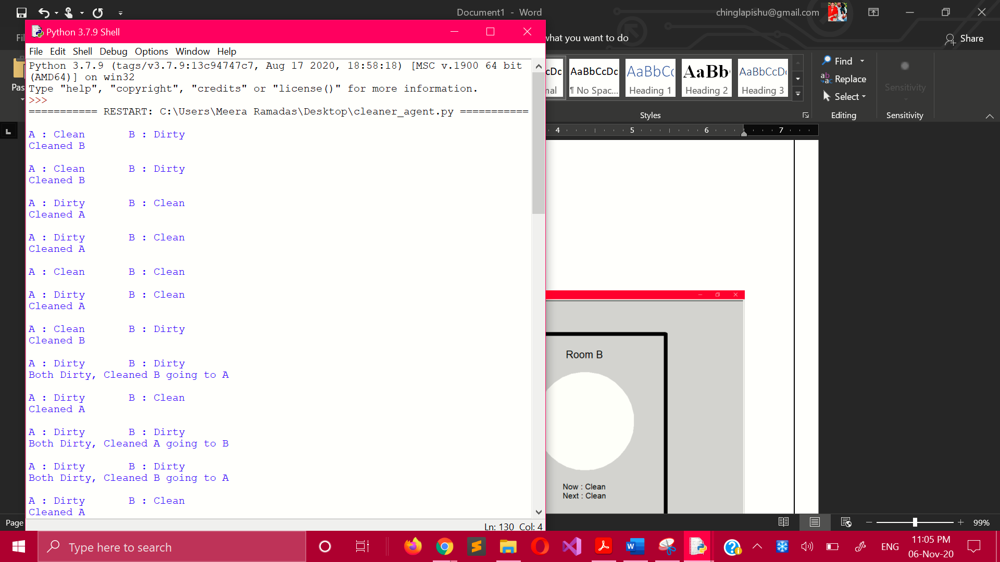 Document1 - Word
chinglapishu@gmail.com
Python 3.7.9 Shell
what you want to do
Share
File Edit Shell Debug Options Window Help
Python 3.7.9 (tags/v3.7.9:13c94747c7, Aug 17 2020, 18:58:18) [MSC v.1900 64 bit
(AMD64)] on win32
Type "help", "copyright", "credits" or "license()" for more information.
>>>
=========== RESTART: C:\Users\Meera Ramadas\Desktop\cleaner_agent.py ===========
A : Clean B : Dirty
Cleaned B
A : Clean B : Dirty
Cleaned B
A : Dirty B : Clean
Cleaned A
A : Dirty B : Clean
Cleaned A
A : Clean B : Clean
A : Dirty B : Clean
Cleaned A
A : Clean B : Dirty
Cleaned B
A : Dirty B : Dirty
Both Dirty, Cleaned B going to A
A : Dirty B : Clean
Cleaned A
A : Dirty B : Dirty
Both Dirty, Cleaned A going to B
A : Dirty B : Dirty
Both Dirty, Cleaned B going to A
A : Dirty B : Clean
Cleaned A
Ln: 130 Col: 4
Fi
Pas
AaBbCcDc AaBbCc AaBb AaBbCcD
¶ No Spac... Heading 1 Heading 2 Heading 3
Styles
Find
Replace
Select
Editing
Sensitivity
Sensitivity
4 5 6 7
Room B
Now : Clean
Next : Clean
Page
99%
Type here to search
ENG
11:05 PM
06-Nov-20